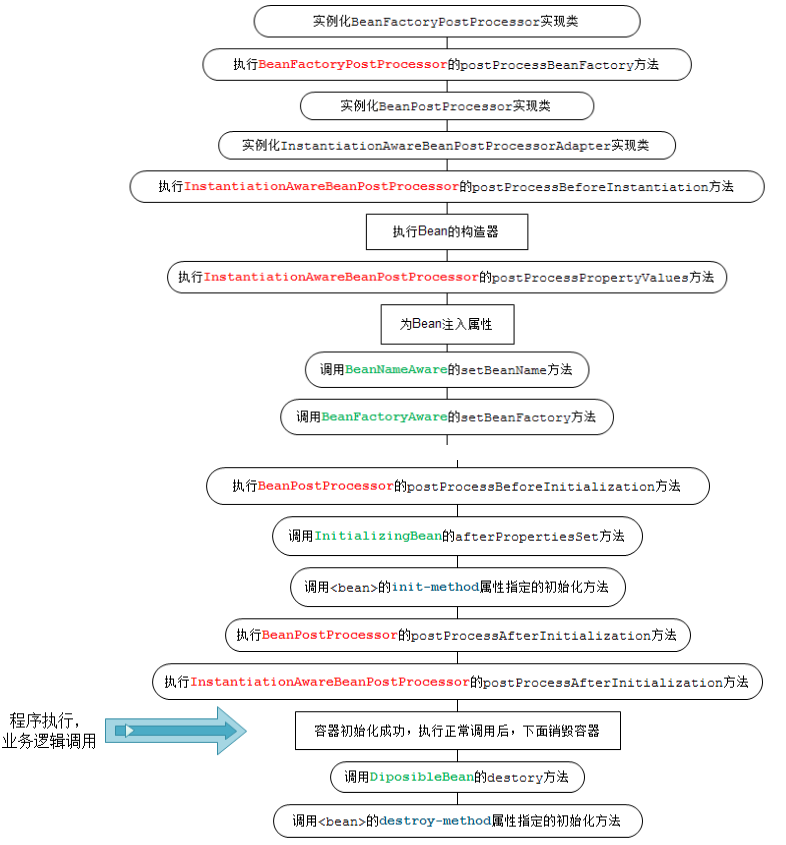 实例化BeanFactoryPostProcessor实现类
执行BeanFactoryPostProcessor的postProcessBeanFactory方法
实例化BeanPostProcessor实现类
实例化InstantiationAwareBeanPostProcessorAdapter实现类
执行InstantiationAwareBeanPostProcessor的postProcessBeforeInstantiation方法
执行Bean的构造器
执行InstantiationAwareBeanPostProcessor的postProcessPropertyValues方法
为Bean注入属性
调用BeanNameAware的setBeanName方法
调用BeanFactoryAware的setBeanFactory方法
执行BeanPostProcessor的postProcessBeforeInitialization方法
调用InitializingBean的afterPropertiesSet方法
调用<bean>的init-method属性指定的初始化方法
执行BeanPostProcessor的postProcessAfterInitialization方法
执行InstantiationAwareBeanPostProcessor的postProcessAfterInitialization方法
程序执行，
业务逻辑调用
容器初始化成功，执行正常调用后，下面销毁容器
调用DiposibleBean的destory方法
调用<bean>的destroy-method属性指定的初始化方法